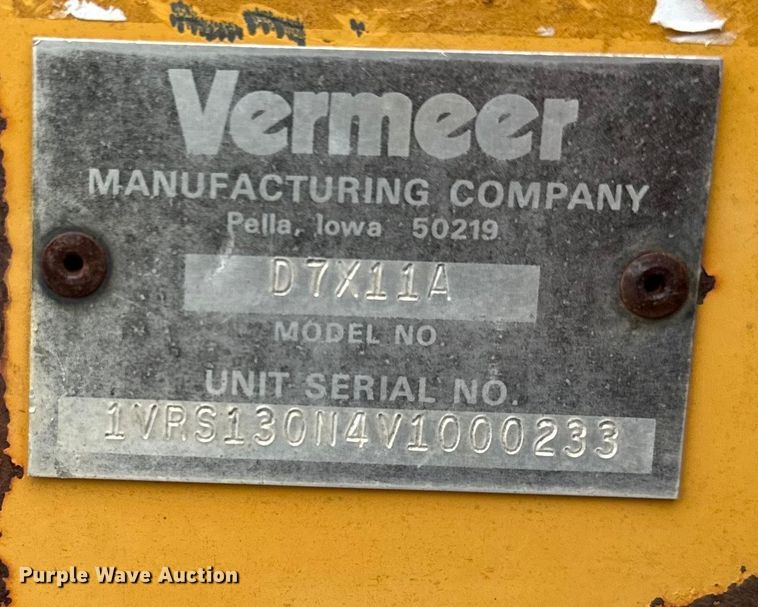 Vermeer
MANUFACTURING COMPANY
Pella, Iowa 50219
D7X11A
MODEL NO.
UNIT SERIAL NO.
1VRS130N4V1000233
Purple Wave Auction